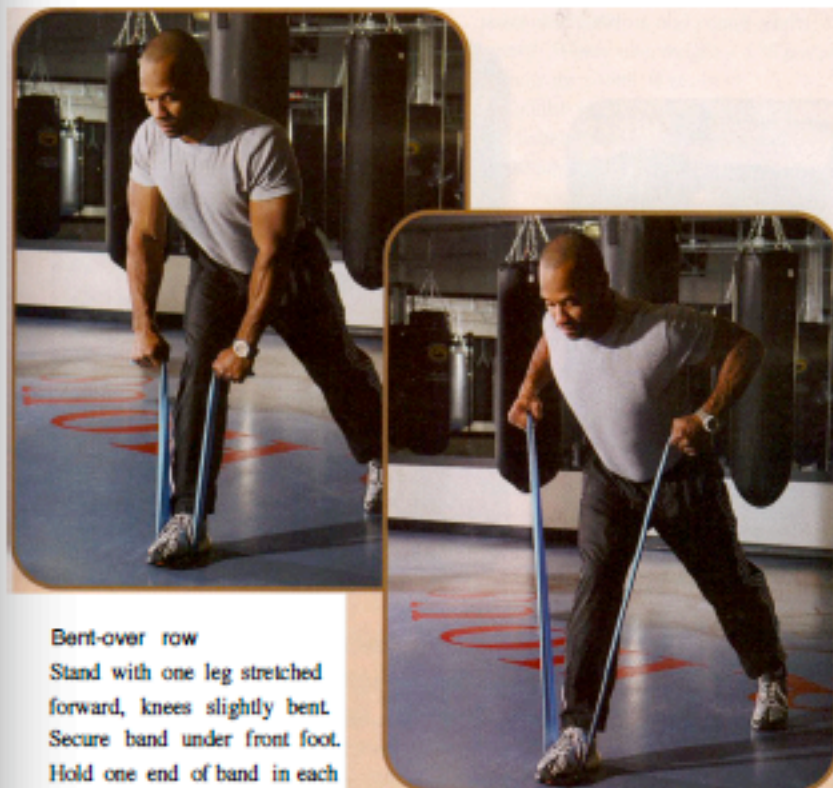 Bent-over row
Stand with one leg stretched
forward, knees slightly bent.
Secure band under front foot.
Hold one end of band in each